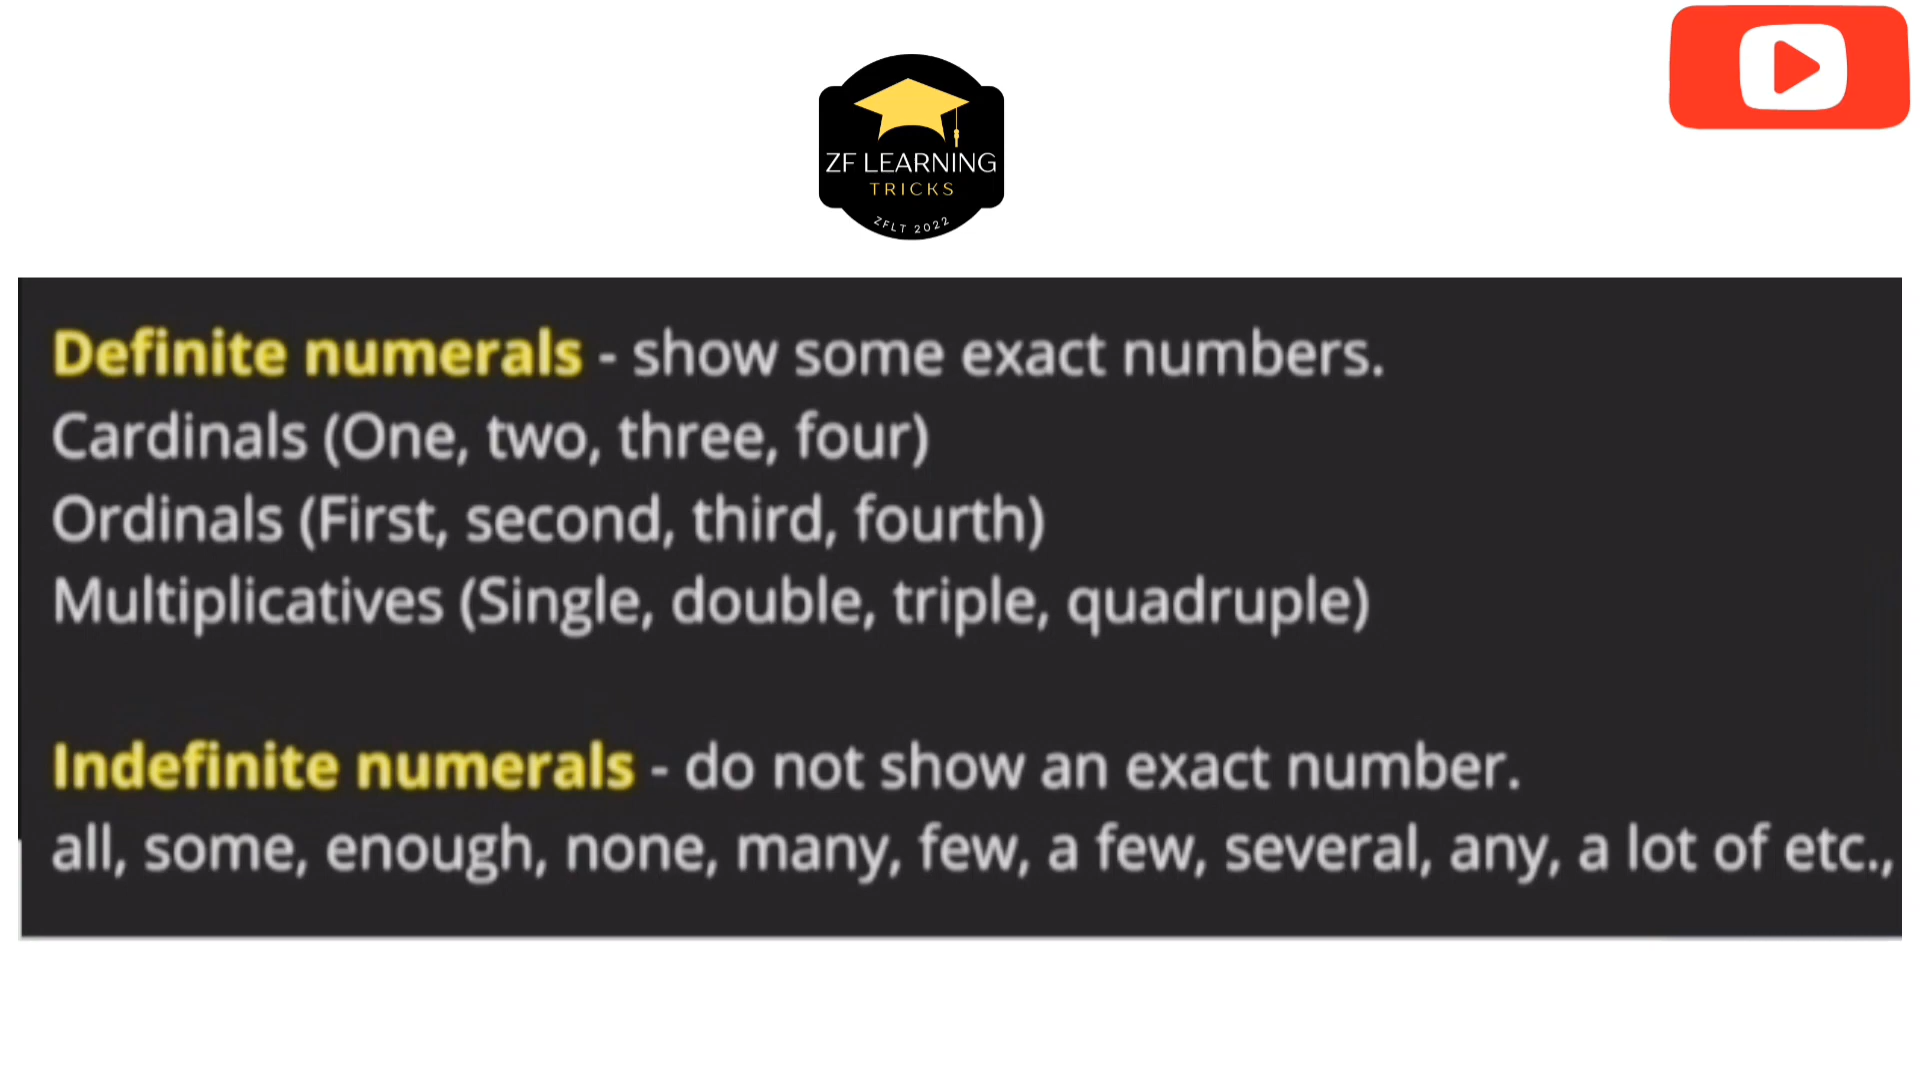 ZF LEARNING
TRICKS
ZFLT 2022
Definite numerals - show some exact numbers.
Cardinals (One, two, three, four)
Ordinals (First, second, third, fourth)
Multiplicatives (Single, double, triple, quadruple)
Indefinite numerals - do not show an exact number.
all, some, enough, none, many, few, a few, several, any, a lot of etc.,